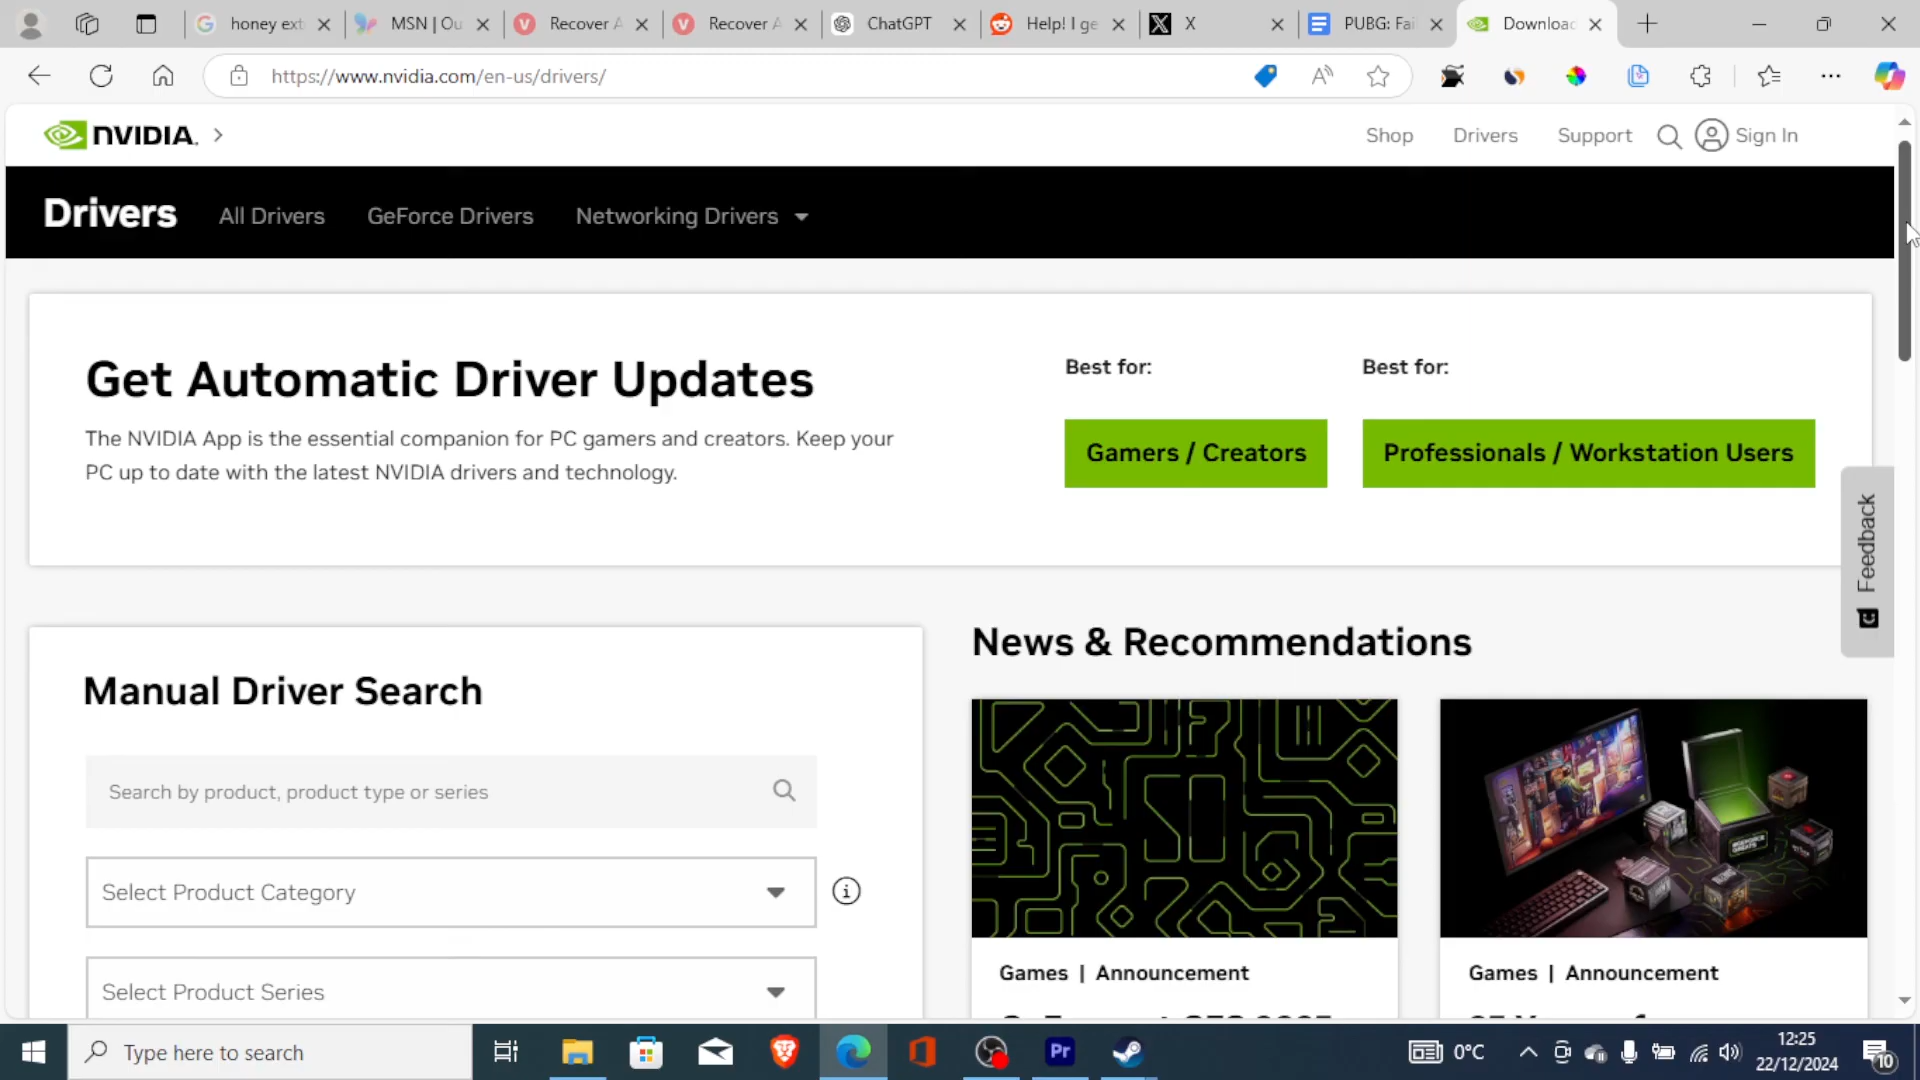 honey ext
MSN | Ou
Recover A
Recover A
ChatGPT
Help! I ge
X
PUBG: Fai
Downloac
https://www.nvidia.com/en-us/drivers/
NVIDIA.
Shop
Drivers
Support
Sign In
Drivers
All Drivers
GeForce Drivers
Networking Drivers
Get Automatic Driver Updates
The NVIDIA App is the essential companion for PC gamers and creators. Keep your
PC up to date with the latest NVIDIA drivers and technology.
Best for:
Gamers / Creators
Best for:
Professionals / Workstation Users
Feedback
Manual Driver Search
Search by product, product type or series
Select Product Category
Select Product Series
News & Recommendations
Games | Announcement
Games | Announcement
Type here to search
Pr
0°C
12:25
22/12/2024
10